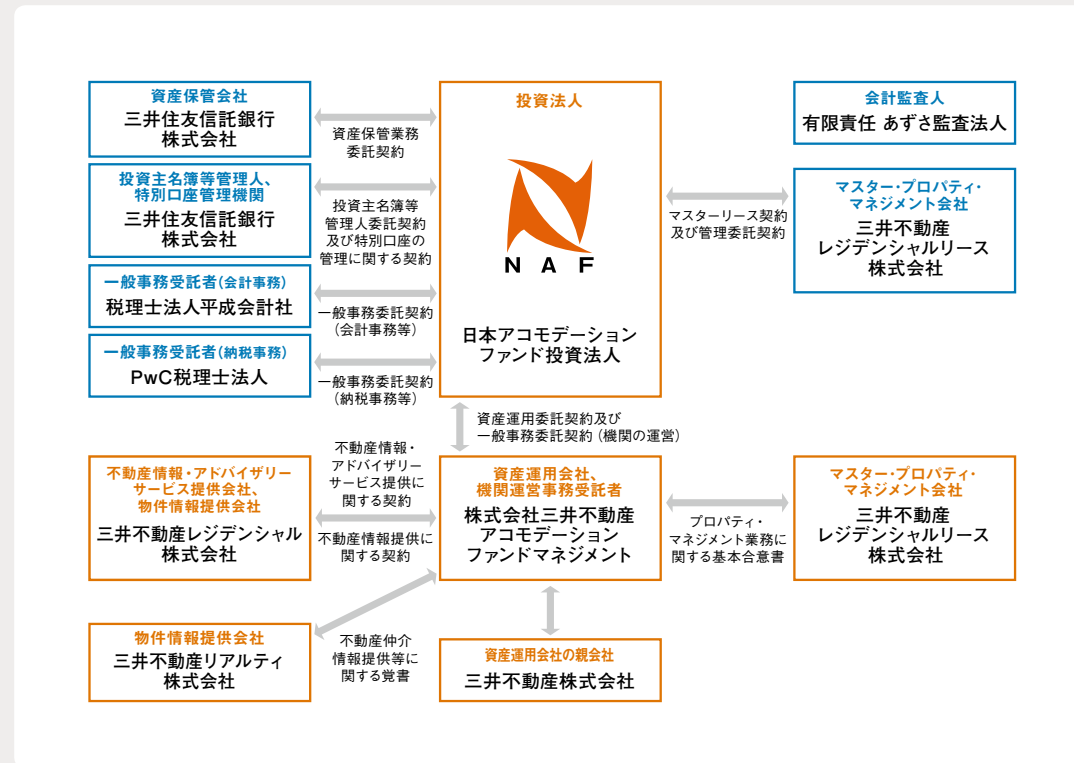 資産保管会社
三井住友信託銀行
株式会社
資産保管業務
委託契約
投資主名簿等管理人、
特別口座管理機関
三井住友信託銀行
株式会社
投資主名簿等
管理人委託契約
及び特別口座の
管理に関する契約
一般事務受託者(会計事務)
税理士法人平成会計社
一般事務委託契約
(会計事務等)
一般事務受託者(納税事務)
PwC税理士法人
一般事務委託契約
(納税事務等)
投資法人
NAF
日本アコモデーション
ファンド投資法人
会計監査人
有限責任 あずさ監査法人
マスターリース契約
及び管理委託契約
マスター・プロパティ・
マネジメント会社
三井不動産
レジデンシャルリース
株式会社
資産運用委託契約及び
一般事務委託契約(機関の運営)
不動産情報・アドバイザリー
サービス提供会社、
物件情報提供会社
三井不動産レジデンシャル
株式会社
不動産情報・
アドバイザリー
サービス提供に
関する契約
不動産情報提供に
関する契約
資産運用会社、
機関運営事務受託者
株式会社三井不動産
アコモデーション
ファンドマネジメント
プロパティ・
マネジメント業務に
関する基本合意書
マスター・プロパティ・
マネジメント会社
三井不動産
レジデンシャルリース
株式会社
物件情報提供会社
三井不動産リアルティ
株式会社
不動産仲介
情報提供等に
関する覚書
資産運用会社の親会社
三井不動産株式会社